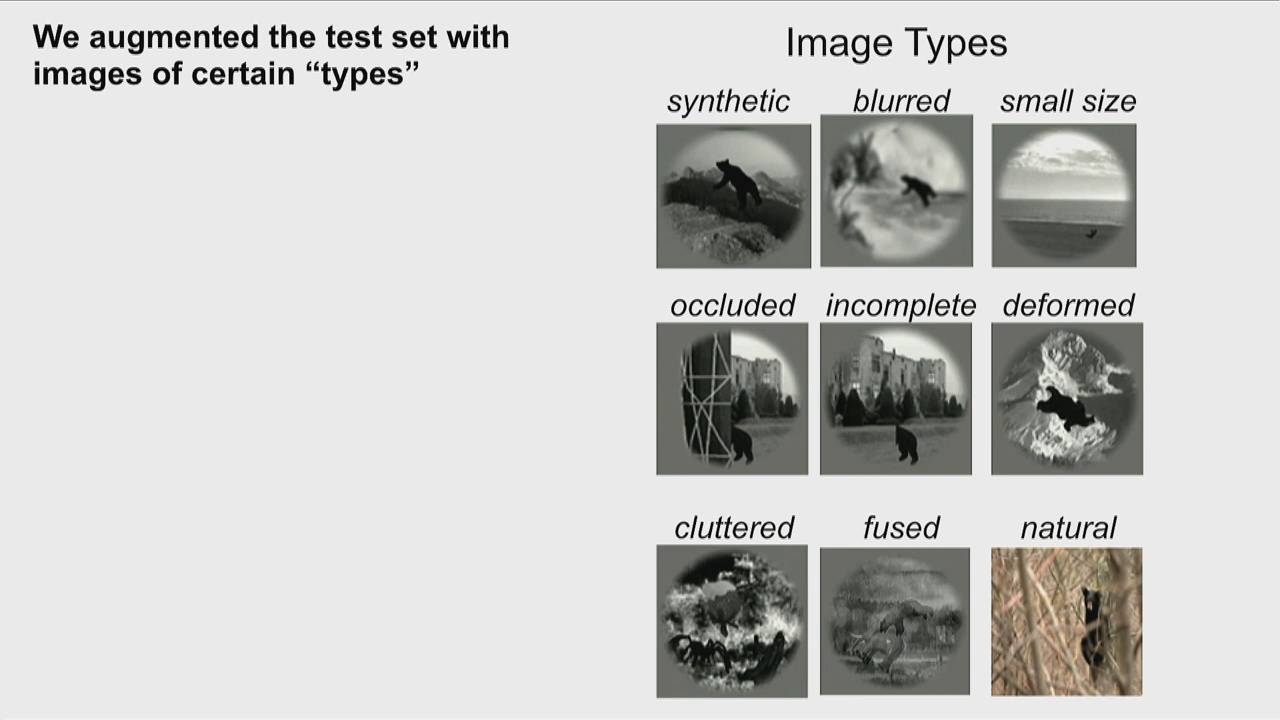 We augmented the test set with
images of certain “types”
Image Types
synthetic blurred small size
occluded incomplete deformed
cluttered fused natural